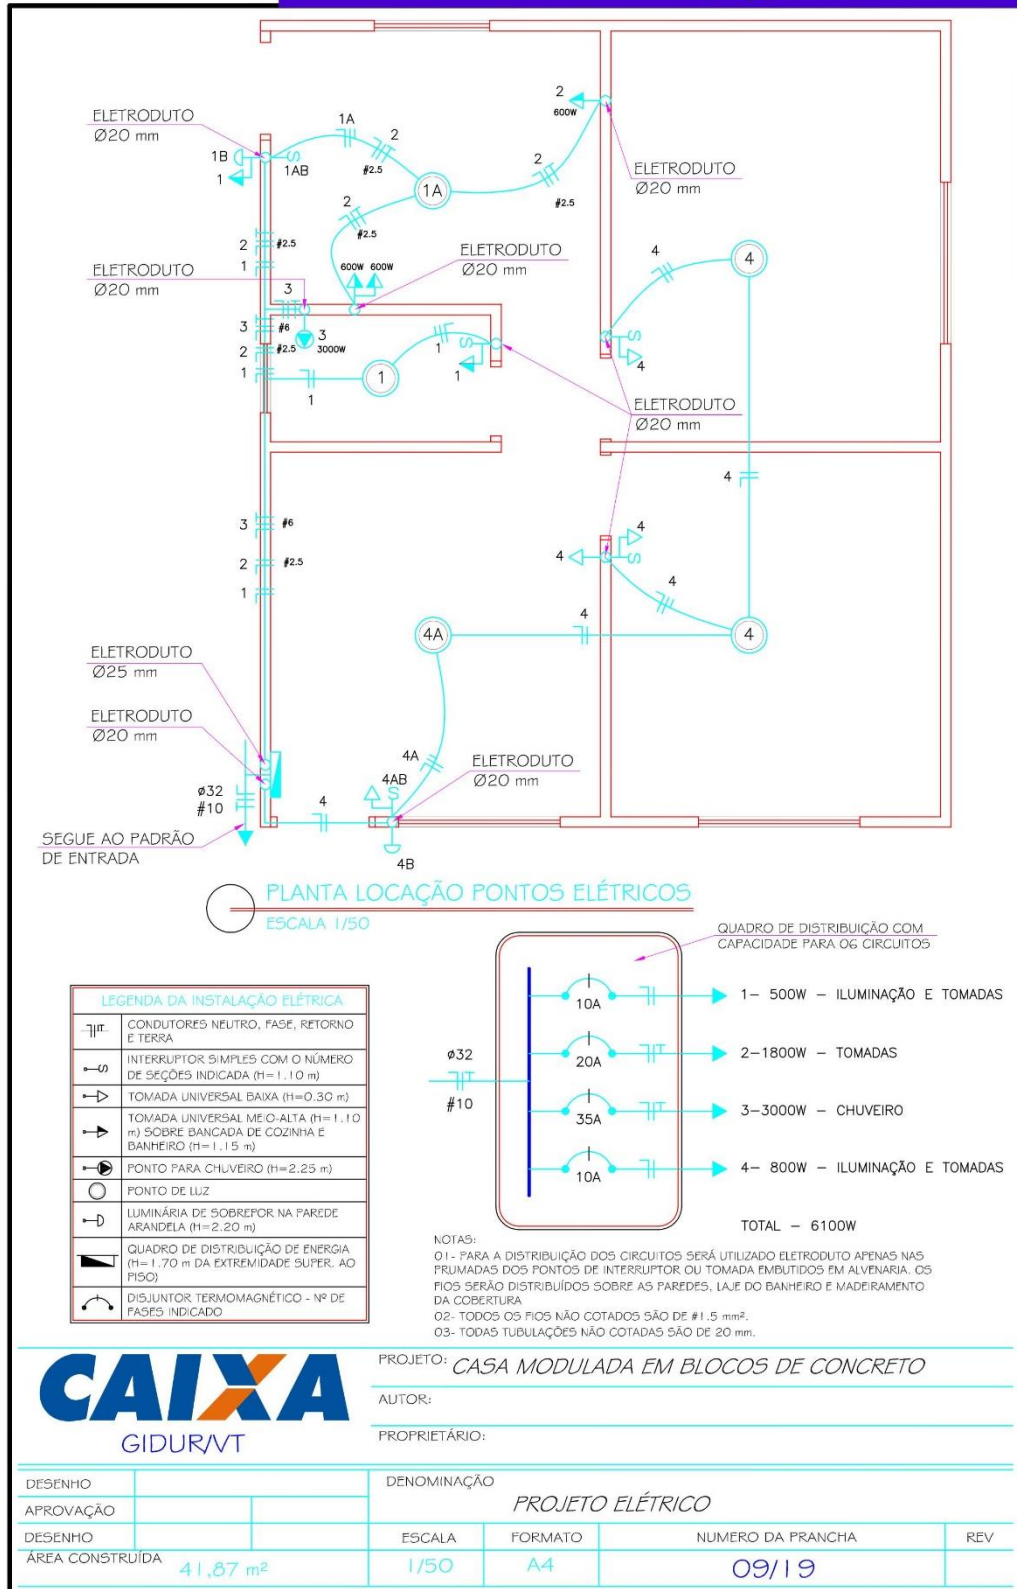 2
600W
ELETRODUTO
Ø20 mm
1A
2
#2.5
1B
1
1AB
ELETRODUTO
Ø20 mm
2
#2.5
1A
2
#2.5
4
4
2
#2.5
1
ELETRODUTO
Ø20 mm
600W 600W
ELETRODUTO
Ø20 mm
3
3
#6
3
3000W
2
#2.5
1
1
1
1
1
4
ELETRODUTO
Ø20 mm
4
3
#6
2
#2.5
1
4
4
4
4A
4
4
ELETRODUTO
Ø25 mm
ELETRODUTO
Ø20 mm
4A
4AB
ELETRODUTO
Ø20 mm
ø32
#10
4
SEGUE AO PADRÃO
DE ENTRADA
4B
PLANTA LOCAÇÃO PONTOS ELÉTRICOS
ESCALA 1/50
QUADRO DE DISTRIBUIÇÃO COM
CAPACIDADE PARA 06 CIRCUITOS
LEGENDA DA INSTALAÇÃO ELÉTRICA
CONDUTORES NEUTRO, FASE, RETORNO
E TERRA
INTERRUPTOR SIMPLES COM O NÚMERO
DE SEÇÕES INDICADA (H=1.10 m)
TOMADA UNIVERSAL BAIXA (H=0.30 m)
TOMADA UNIVERSAL MEIO-ALTA (H=1.10
m) SOBRE BANCADA DE COZINHA E
BANHEIRO (H=1.15 m)
PONTO PARA CHUVEIRO (H=2.25 m)
PONTO DE LUZ
LUMINÁRIA DE SOBREPOR NA PAREDE
ARANDELA (H=2.20 m)
QUADRO DE DISTRIBUIÇÃO DE ENERGIA
(H=1.70 m DA EXTREMIDADE SUPER. AO
PISO)
DISJUNTOR TERMOMAGNÉTICO - Nº DE
FASES INDICADO
ø32
#10
10A
1- 500W - ILUMINAÇÃO E TOMADAS
20A
2-1800W - TOMADAS
35A
3-3000W - CHUVEIRO
10A
4- 800W - ILUMINAÇÃO E TOMADAS
TOTAL - 6100W
NOTAS:
01- PARA A DISTRIBUIÇÃO DOS CIRCUITOS SERÁ UTILIZADO ELETRODUTO APENAS NAS
PRUMADAS DOS PONTOS DE INTERRUPTOR OU TOMADA EMBUTIDOS EM ALVENARIA. OS
FIOS SERÃO DISTRIBUÍDOS SOBRE AS PAREDES, LAJE DO BANHEIRO E MADEIRAMENTO
DA COBERTURA
02- TODOS OS FIOS NÃO COTADOS SÃO DE #1.5 mm².
03- TODAS TUBULAÇÕES NÃO COTADAS SÃO DE 20 mm.
CAIXA
GIDUR/VT
PROJETO: CASA MODULADA EM BLOCOS DE CONCRETO
AUTOR:
PROPRIETÁRIO:
DESENHO
APROVAÇÃO
DESENHO
DENOMINAÇÃO
PROJETO ELÉTRICO
ESCALA
FORMATO
NUMERO DA PRANCHA
REV
ÁREA CONSTRUÍDA 41,87 m²
1/50
A4
09/19